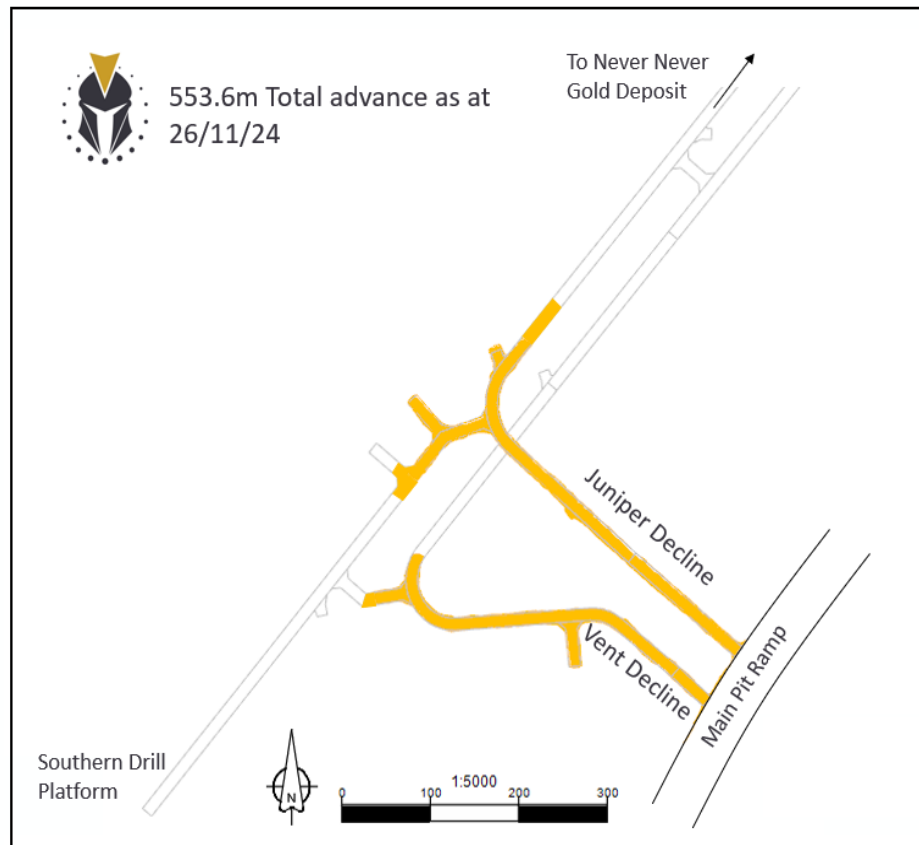 553.6m Total advance as at
26/11/24
To Never Never
Gold Deposit
Juniper Decline
Vent Decline
Main Pit Ramp
Southern Drill
Platform
N
1:5000
0 100 200 300